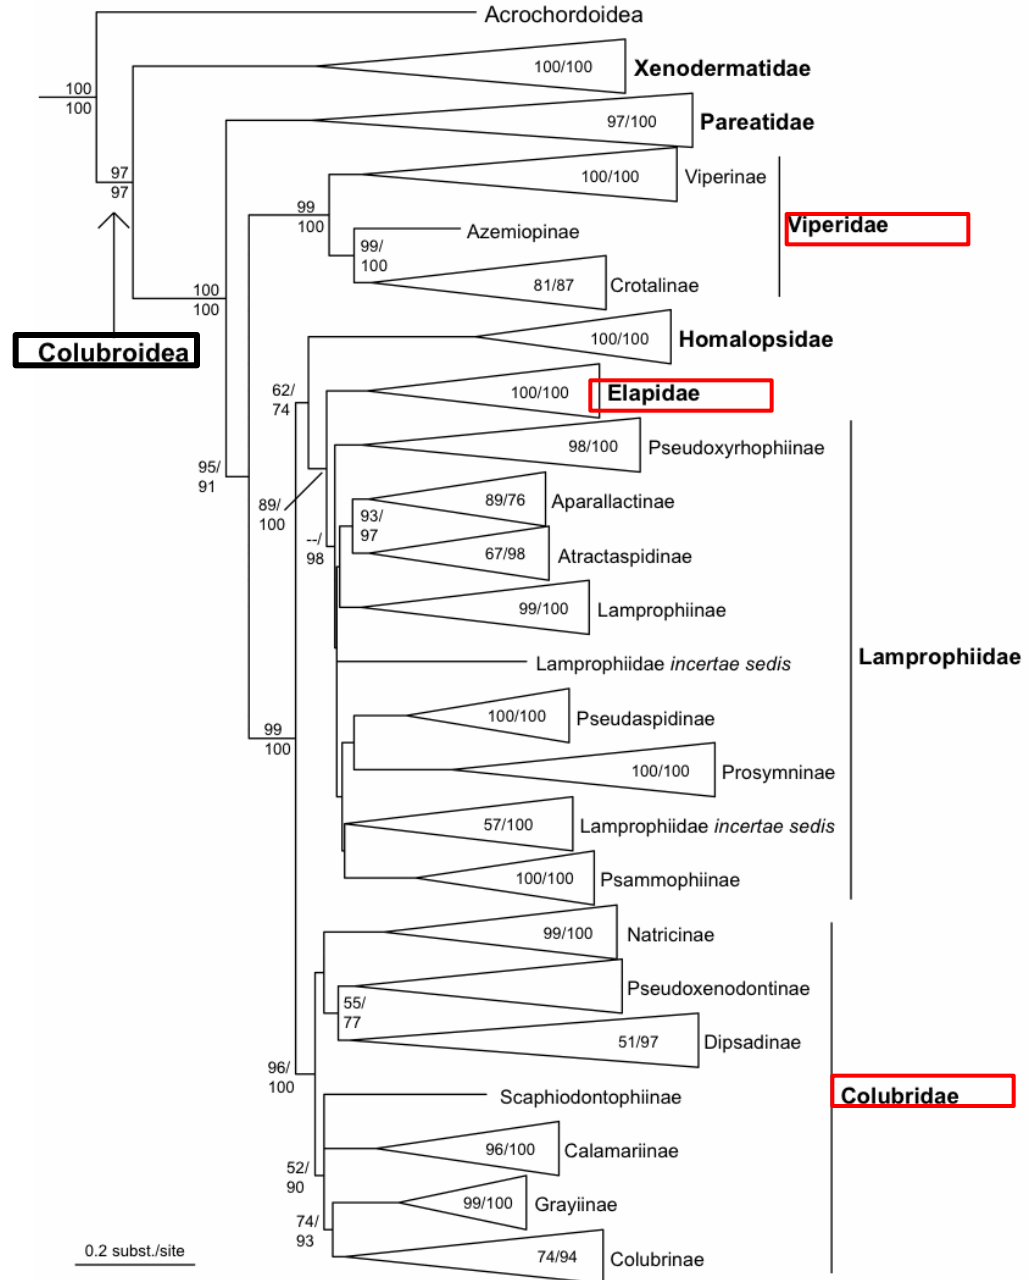 Acrochordoidea
100/100
Xenodermatidae
100
100
97/100
Pareatidae
97
97
100/100
Viperinae
99
100
Viperidae
Azemiopinae
99/
100
81/87
Crotalinae
100
100
Colubroidea
100/100
Homalopsidae
62/
74
100/100
Elapidae
98/100
Pseudoxyrhophiinae
95/
91
89/
100
89/76
Aparallactinae
93/
97
--/
98
67/98
Atractaspidinae
99/100
Lamprophiinae
Lamprophiidae incertae sedis
Lamprophiidae
100/100
Pseudaspidinae
99
100
100/100
Prosymninae
57/100
Lamprophiidae incertae sedis
100/100
Psammophiinae
99/100
Natricinae
Pseudoxenodontinae
55/
77
51/97
Dipsadinae
96/
100
Scaphiodontophiinae
Colubridae
96/100
Calamariinae
52/
90
99/100
Grayiinae
74/
93
0.2 subst./site
74/94
Colubrinae